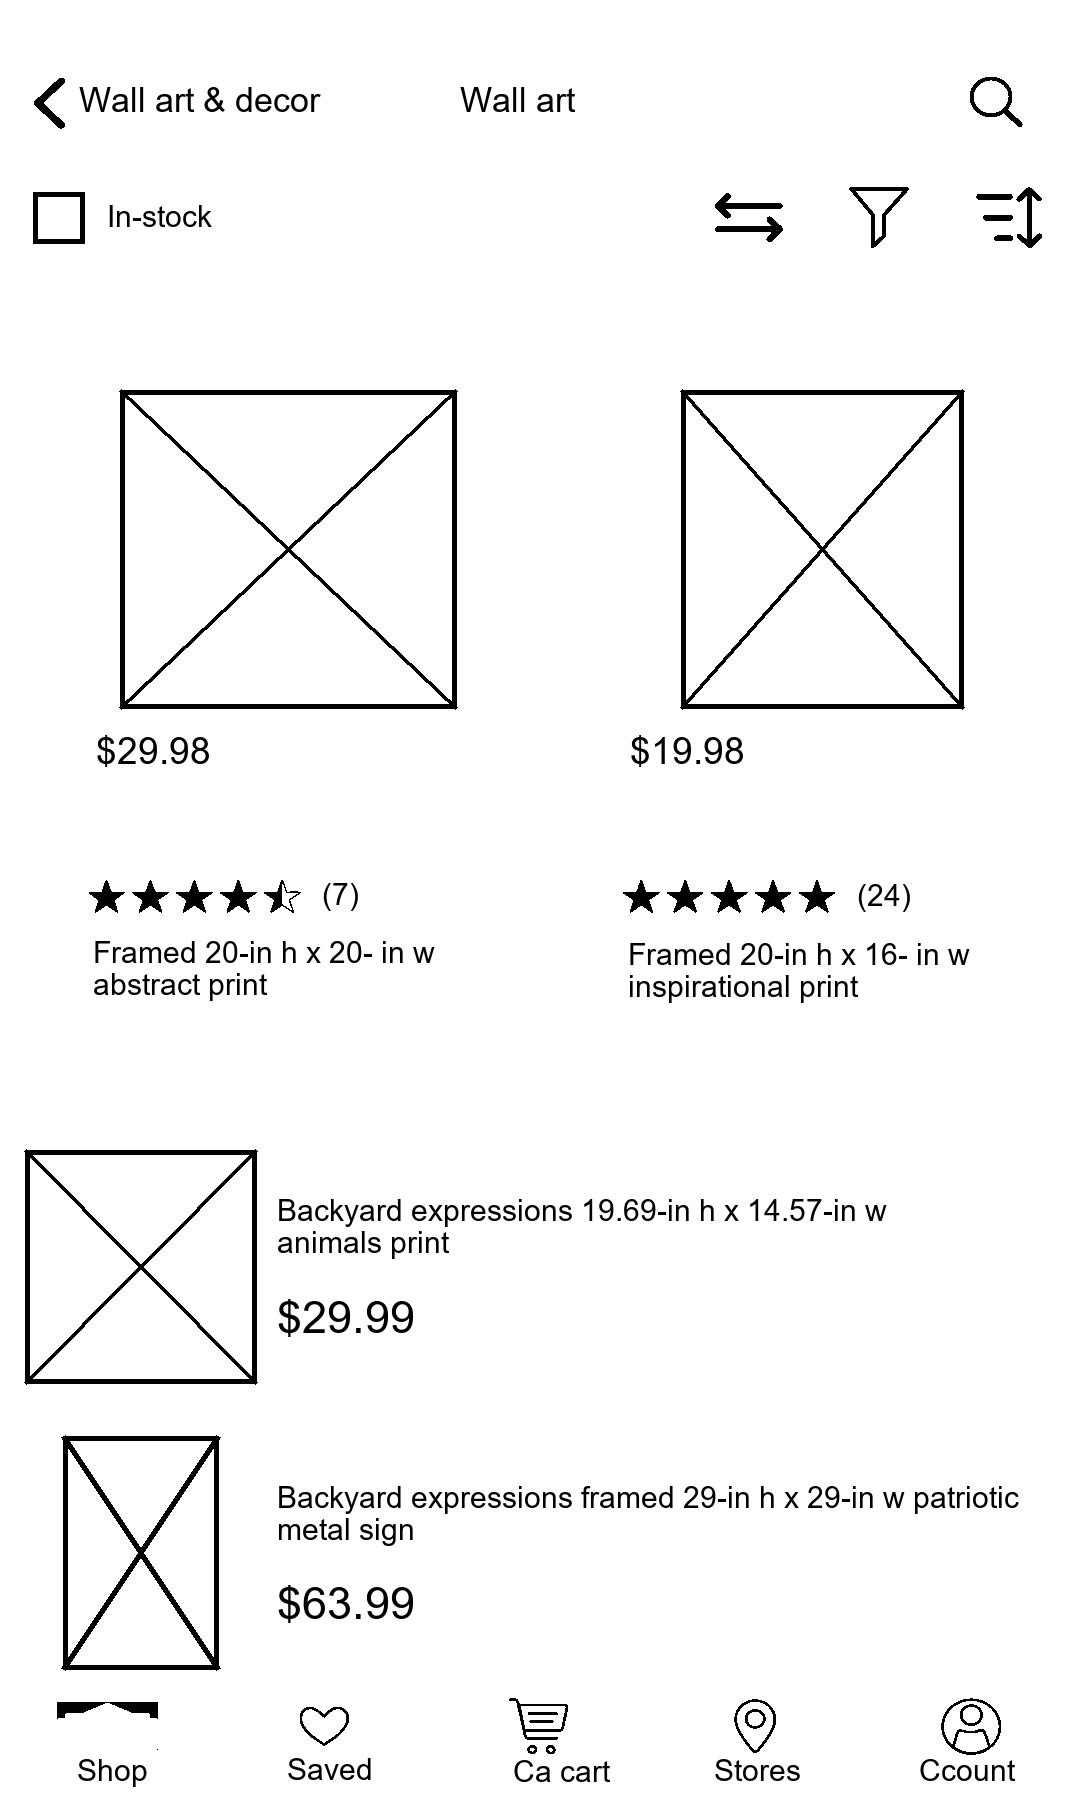 Wall art & decor
Wall art
In-stock
$29.98
$19.98
(7)
(24)
Framed 20-in h x 20- in w
abstract print
Framed 20-in h x 16- in w
inspirational print
Backyard expressions 19.69-in h x 14.57-in w
animals print
$29.99
Backyard expressions framed 29-in h x 29-in w patriotic
metal sign
$63.99
Shop
Saved
Ca cart
Stores
Ccount